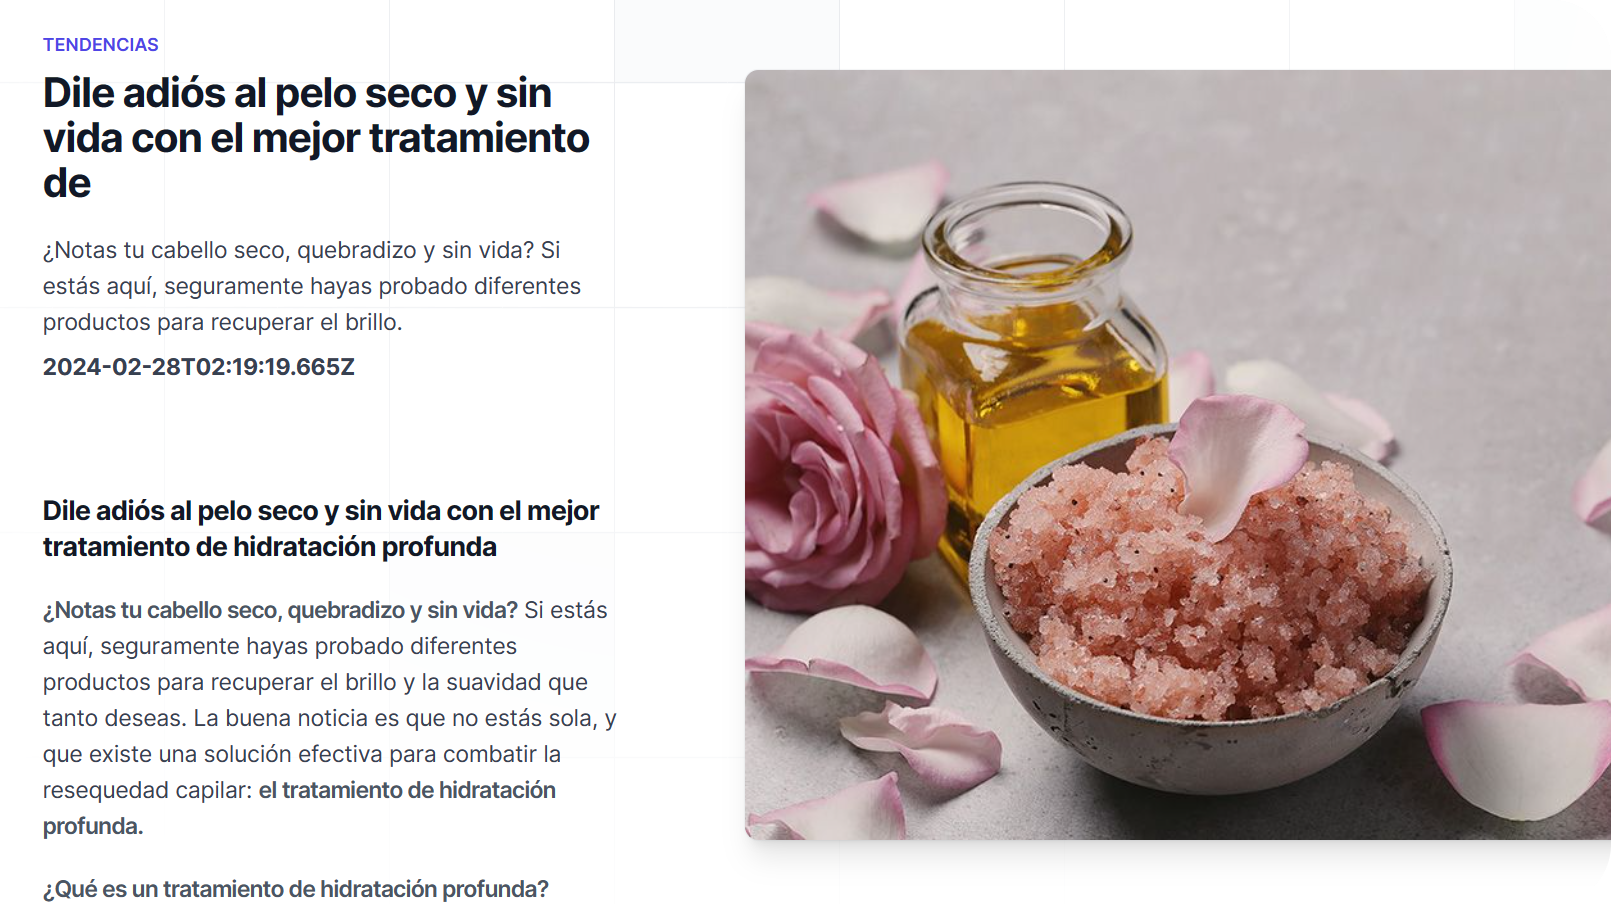 TENDENCIAS
Dile adiós al pelo seco y sin
vida con el mejor tratamiento
de
¿Notas tu cabello seco, quebradizo y sin vida? Si
estás aquí, seguramente hayas probado diferentes
productos para recuperar el brillo.
2024-02-28T02:19:19.665Z
Dile adiós al pelo seco y sin vida con el mejor
tratamiento de hidratación profunda
¿Notas tu cabello seco, quebradizo y sin vida? Si estás
aquí, seguramente hayas probado diferentes
productos para recuperar el brillo y la suavidad que
tanto deseas. La buena noticia es que no estás sola, y
que existe una solución efectiva para combatir la
resequedad capilar: el tratamiento de hidratación
profunda.
¿Qué es un tratamiento de hidratación profunda?